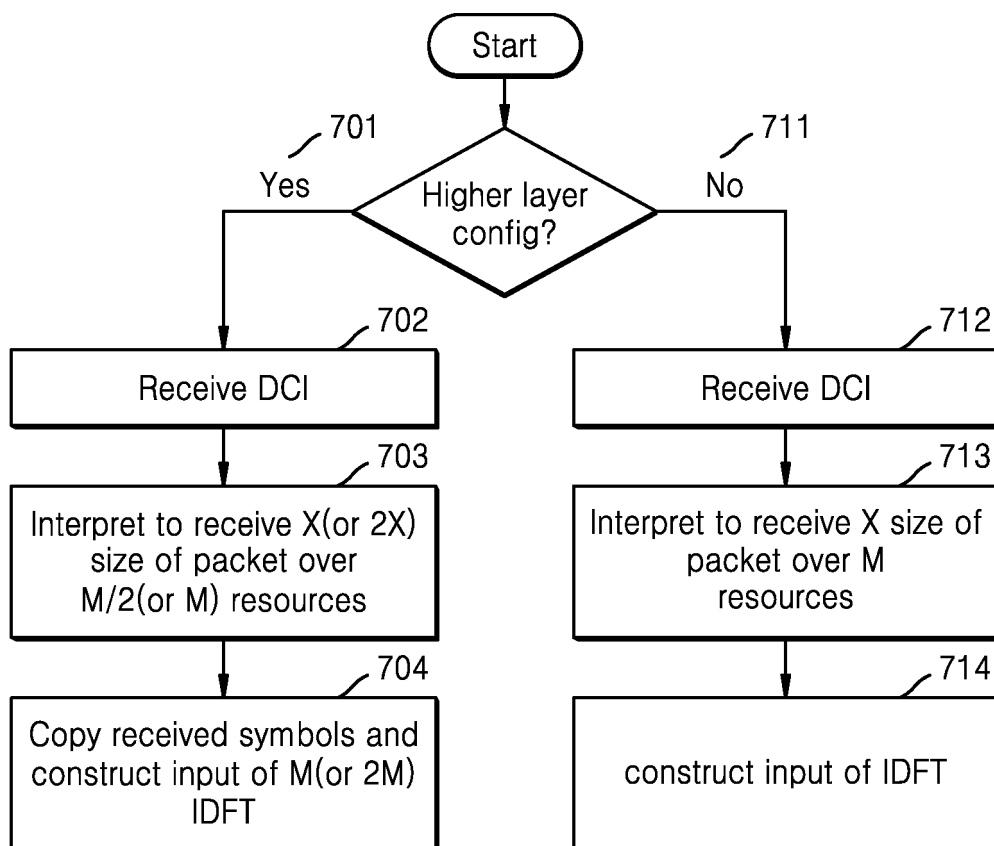 Start
701
711
Yes
No
Higher layer
config?
702
712
Receive DCI
Receive DCI
703
713
Interpret to receive X(or 2X)
size of packet over
M/2(or M) resources
Interpret to receive X size of
packet over M
resources
704
714
Copy received symbols and
construct input of M(or 2M)
IDFT
construct input of IDFT